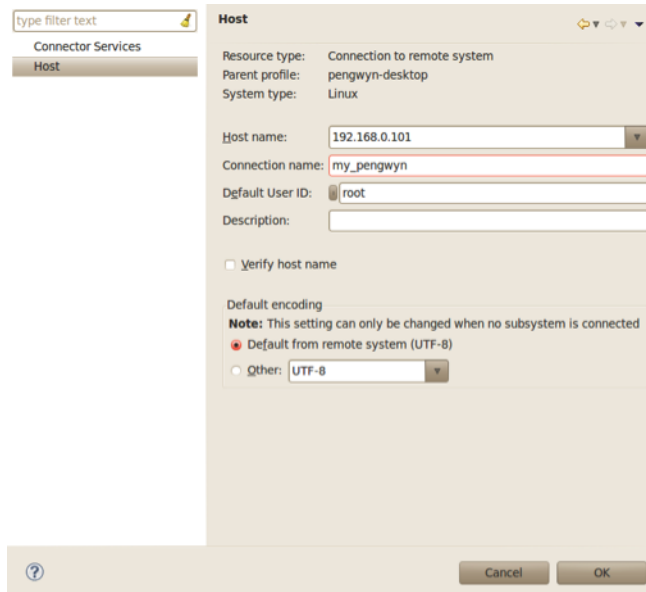 type filter text
Connector Services
Host
Host
Resource type: Connection to remote system
Parent profile: pengwyn-desktop
System type: Linux
Host name: 192.168.0.101
Connection name: my_pengwyn
Default User ID: root
Description:
Verify host name
Default encoding
Note: This setting can only be changed when no subsystem is connected
Default from remote system (UTF-8)
Other: UTF-8
?
Cancel OK